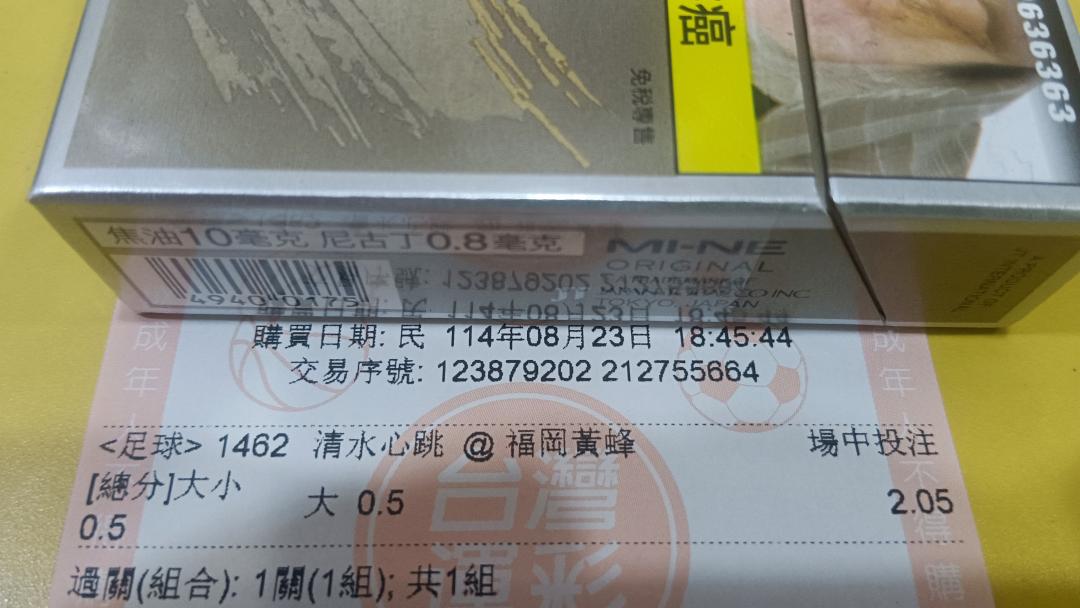 癌
636363
免稅專售
焦油10毫克 尼古丁0.8毫克
MI-NE
ORIGINAL
TOKYO, JAPAN
購買日期: 民 114年08月23日 18:45:44
交易序號: 123879202 212755664
<足球> 1462 清水心跳 @ 福岡黃蜂 場中投注
[總分]大小 大 0.5 2.05
0.5
過關(組合): 1關(1組); 共1組
台灣
運彩
成年人
不得購